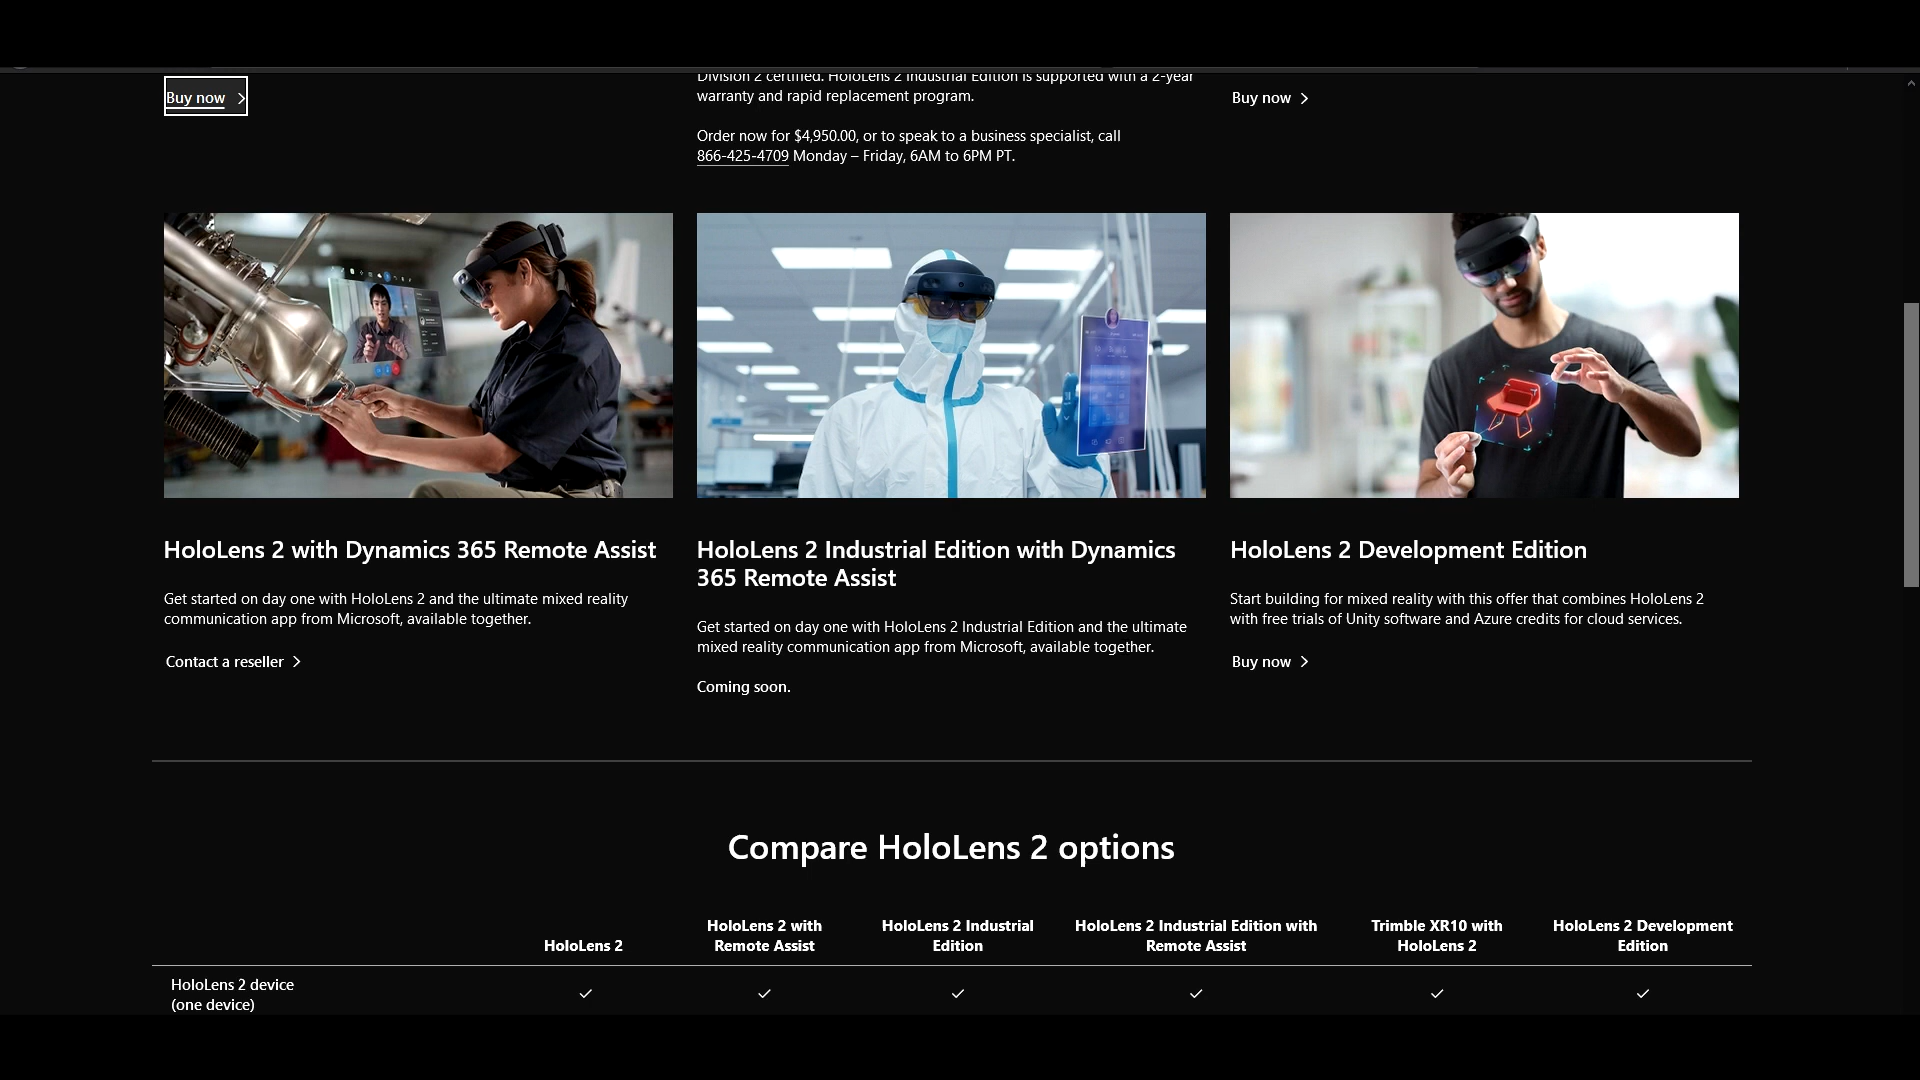 Buy now
Division 2 certified. HoloLens 2 Industrial Edition is supported with a 2-year
warranty and rapid replacement program.
Order now for $4,950.00, or to speak to a business specialist, call
866-425-4709 Monday – Friday, 6AM to 6PM PT.
Buy now
HoloLens 2 with Dynamics 365 Remote Assist
Get started on day one with HoloLens 2 and the ultimate mixed reality
communication app from Microsoft, available together.
Contact a reseller
HoloLens 2 Industrial Edition with Dynamics
365 Remote Assist
Get started on day one with HoloLens 2 Industrial Edition and the ultimate
mixed reality communication app from Microsoft, available together.
Coming soon.
HoloLens 2 Development Edition
Start building for mixed reality with this offer that combines HoloLens 2
with free trials of Unity software and Azure credits for cloud services.
Buy now
Compare HoloLens 2 options
HoloLens 2
HoloLens 2 with
Remote Assist
HoloLens 2 Industrial
Edition
HoloLens 2 Industrial Edition with
Remote Assist
Trimble XR10 with
HoloLens 2
HoloLens 2 Development
Edition
HoloLens 2 device
(one device)